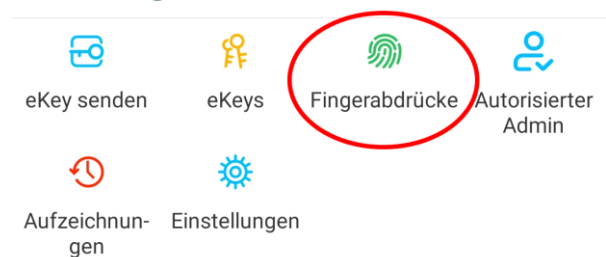 eKey senden
eKeys
Fingerabdrücke
Autorisierter
Admin
Aufzeichnun-
gen
Einstellungen